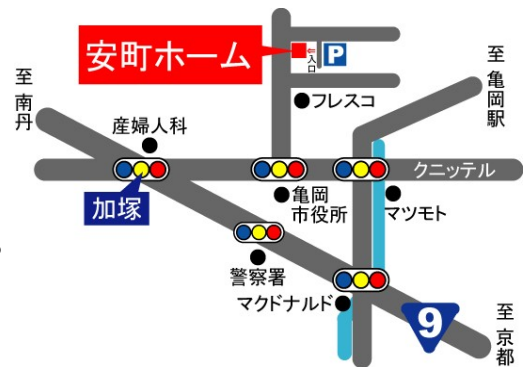 安町ホーム
⇐入口
P
至 亀岡駅
至 南丹
フレスコ
産婦人科
クニッテル
加塚
亀岡
市役所
マツモト
警察署
マクドナルド
9
至 京都